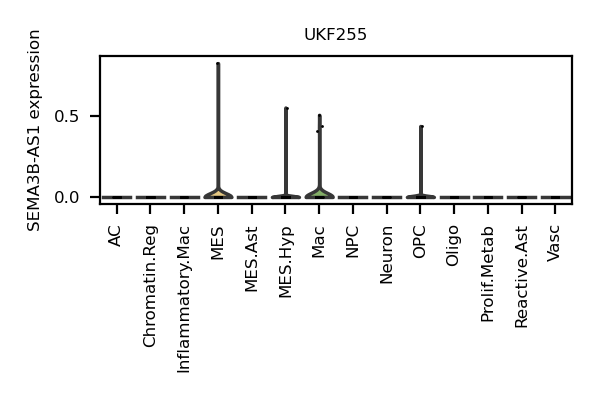 UKF255
SEMA3B-AS1 expression
0.5
0.0
AC
Chromatin.Reg
Inflammatory.Mac
MES
MES.Ast
MES.Hyp
Mac
NPC
Neuron
OPC
Oligo
Prolif.Metab
Reactive.Ast
Vasc